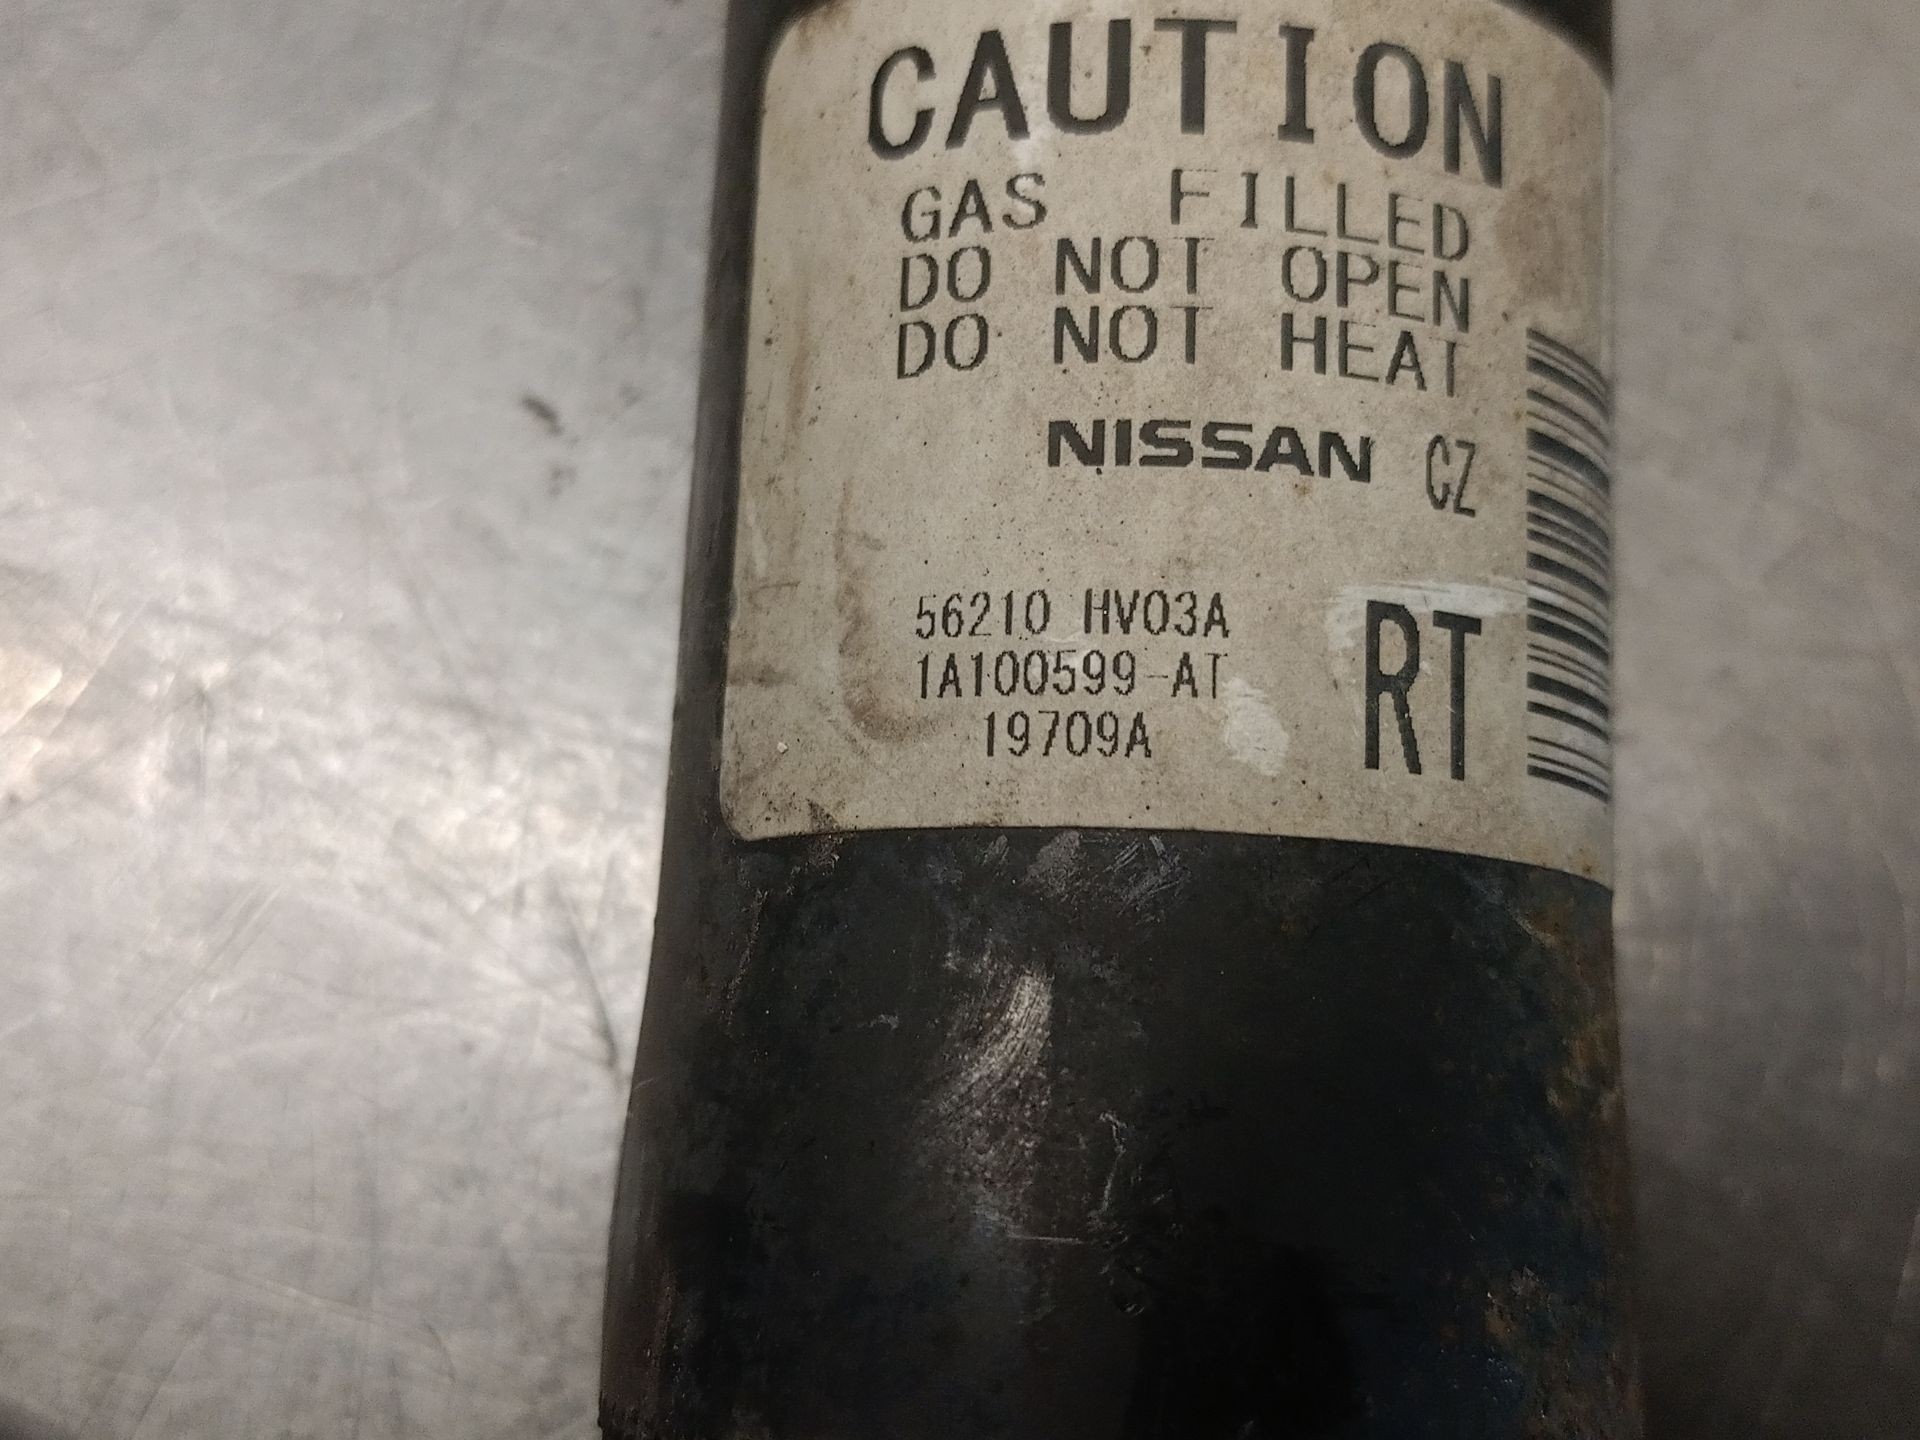 CAUTION
GAS FILLED
DO NOT OPEN
DO NOT HEAT
NISSAN CZ
56210 HV03A
1A100599-AT
19709A
RT